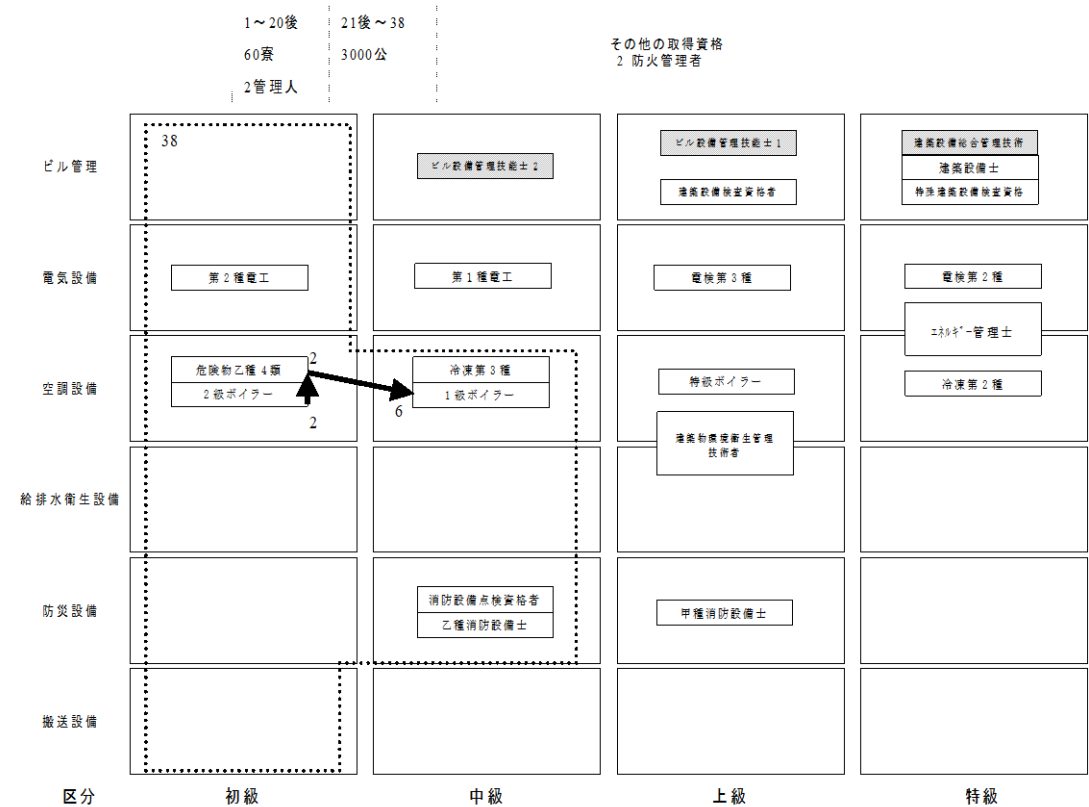 1～20後 21後～38
60寮 3000公
2管理人
その他の取得資格
2 防火管理者
38
ビル管理
ビル設備管理技能士2
ビル設備管理技能士1
建築設備検査資格者
建築設備総合管理技術
建築設備士
特殊建築設備検査資格
電気設備
第2種電工
第1種電工
電検第3種
電検第2種
エネルギー管理士
空調設備
危険物乙種4類
2級ボイラー
2
2
6
冷凍第3種
1級ボイラー
特級ボイラー
冷凍第2種
建築物環境衛生管理
技術者
給排水衛生設備
防災設備
消防設備点検資格者
乙種消防設備士
甲種消防設備士
搬送設備
区分 初級 中級 上級 特級